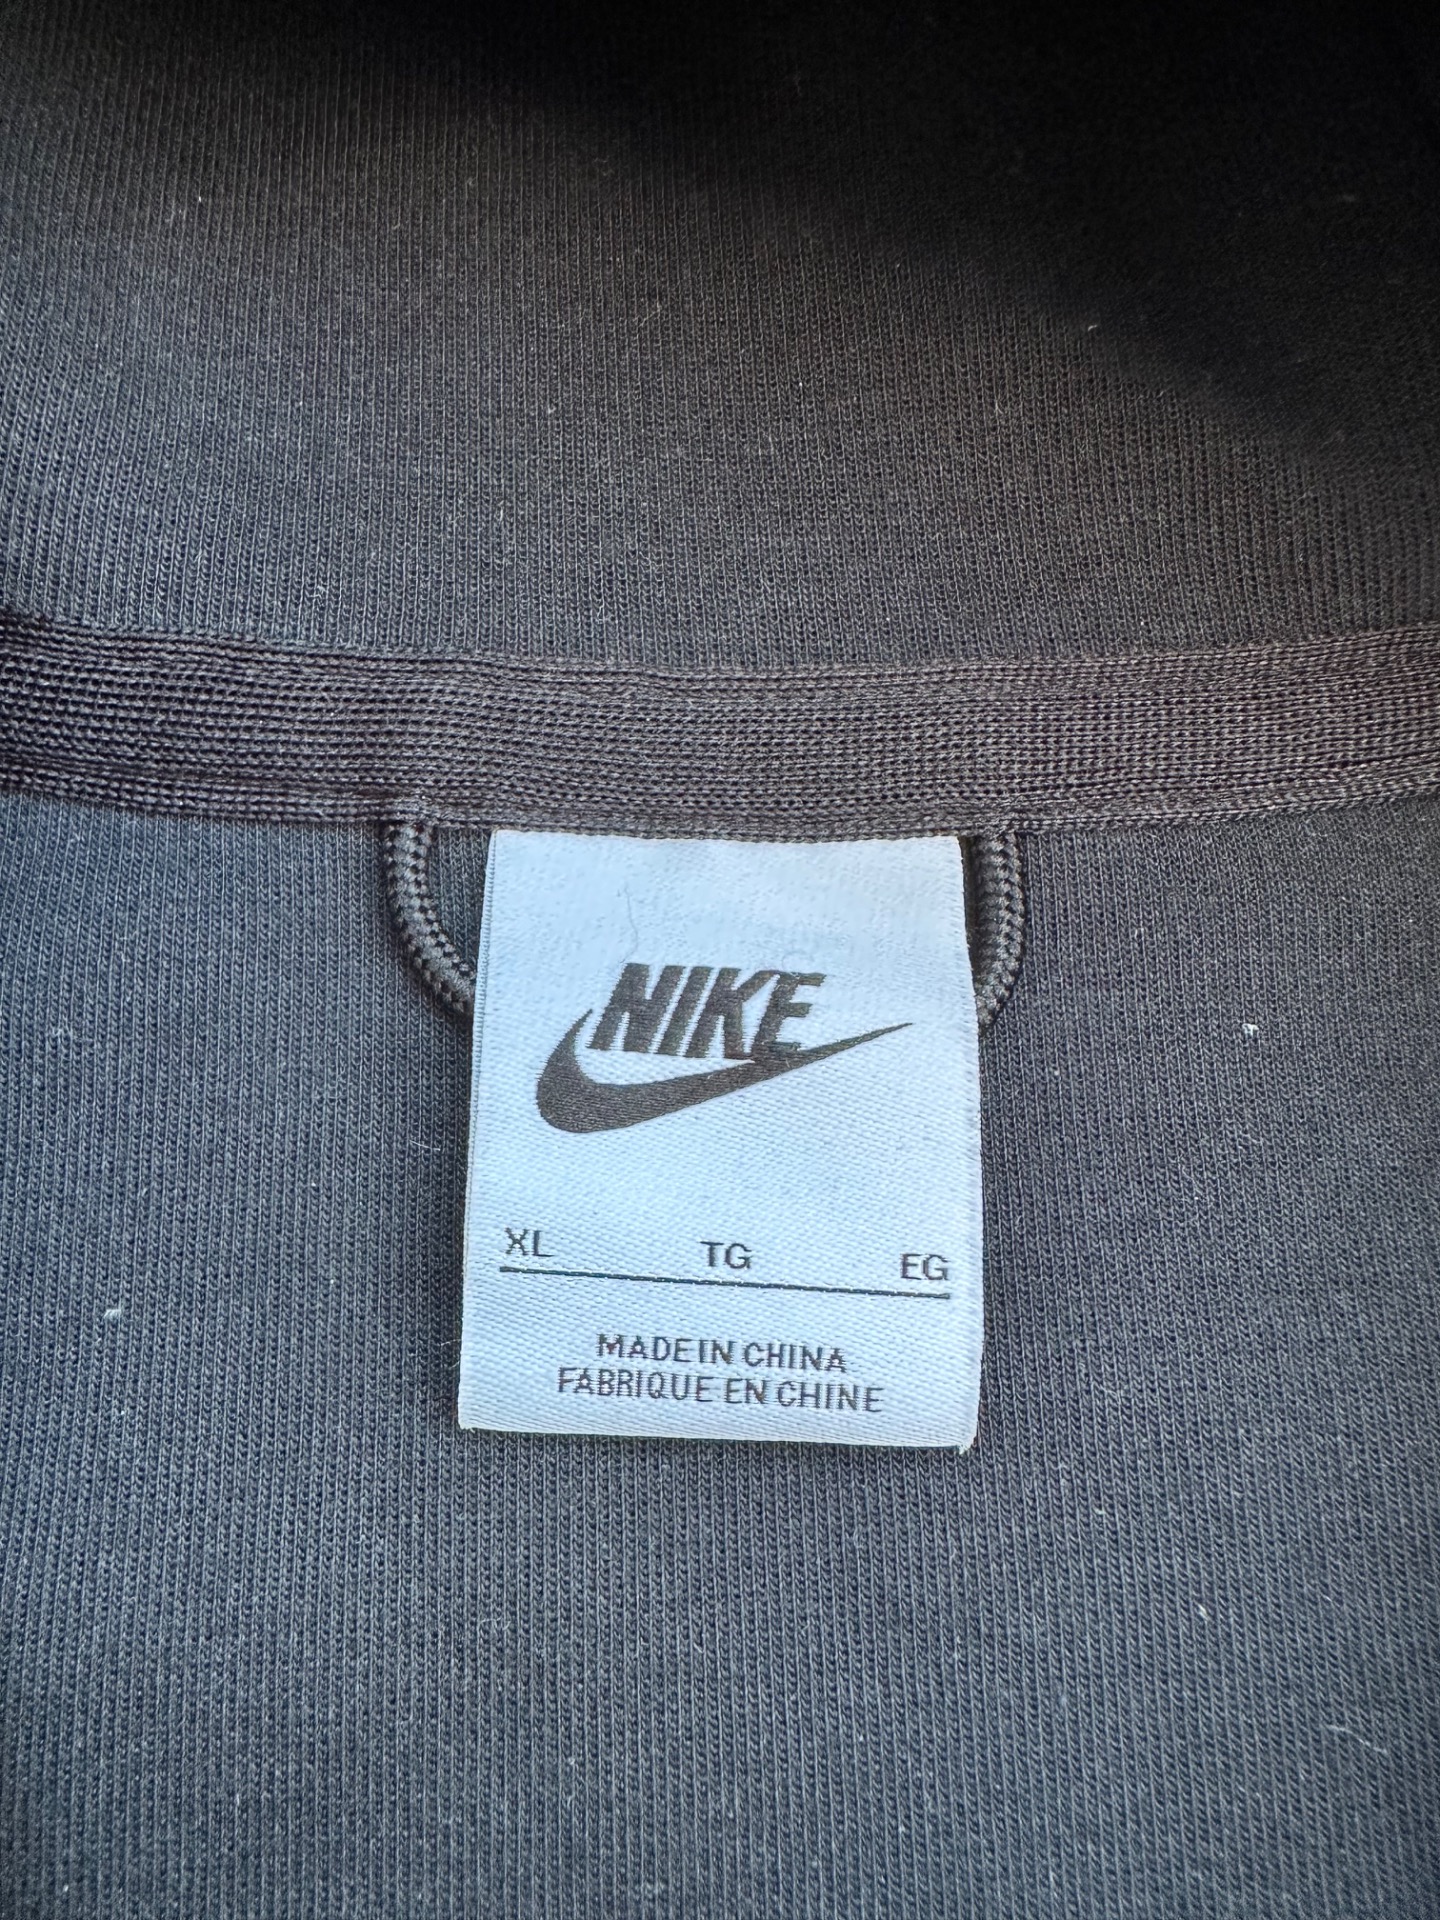 NIKE
XL TG EG
MADE IN CHINA
FABRIQUE EN CHINE